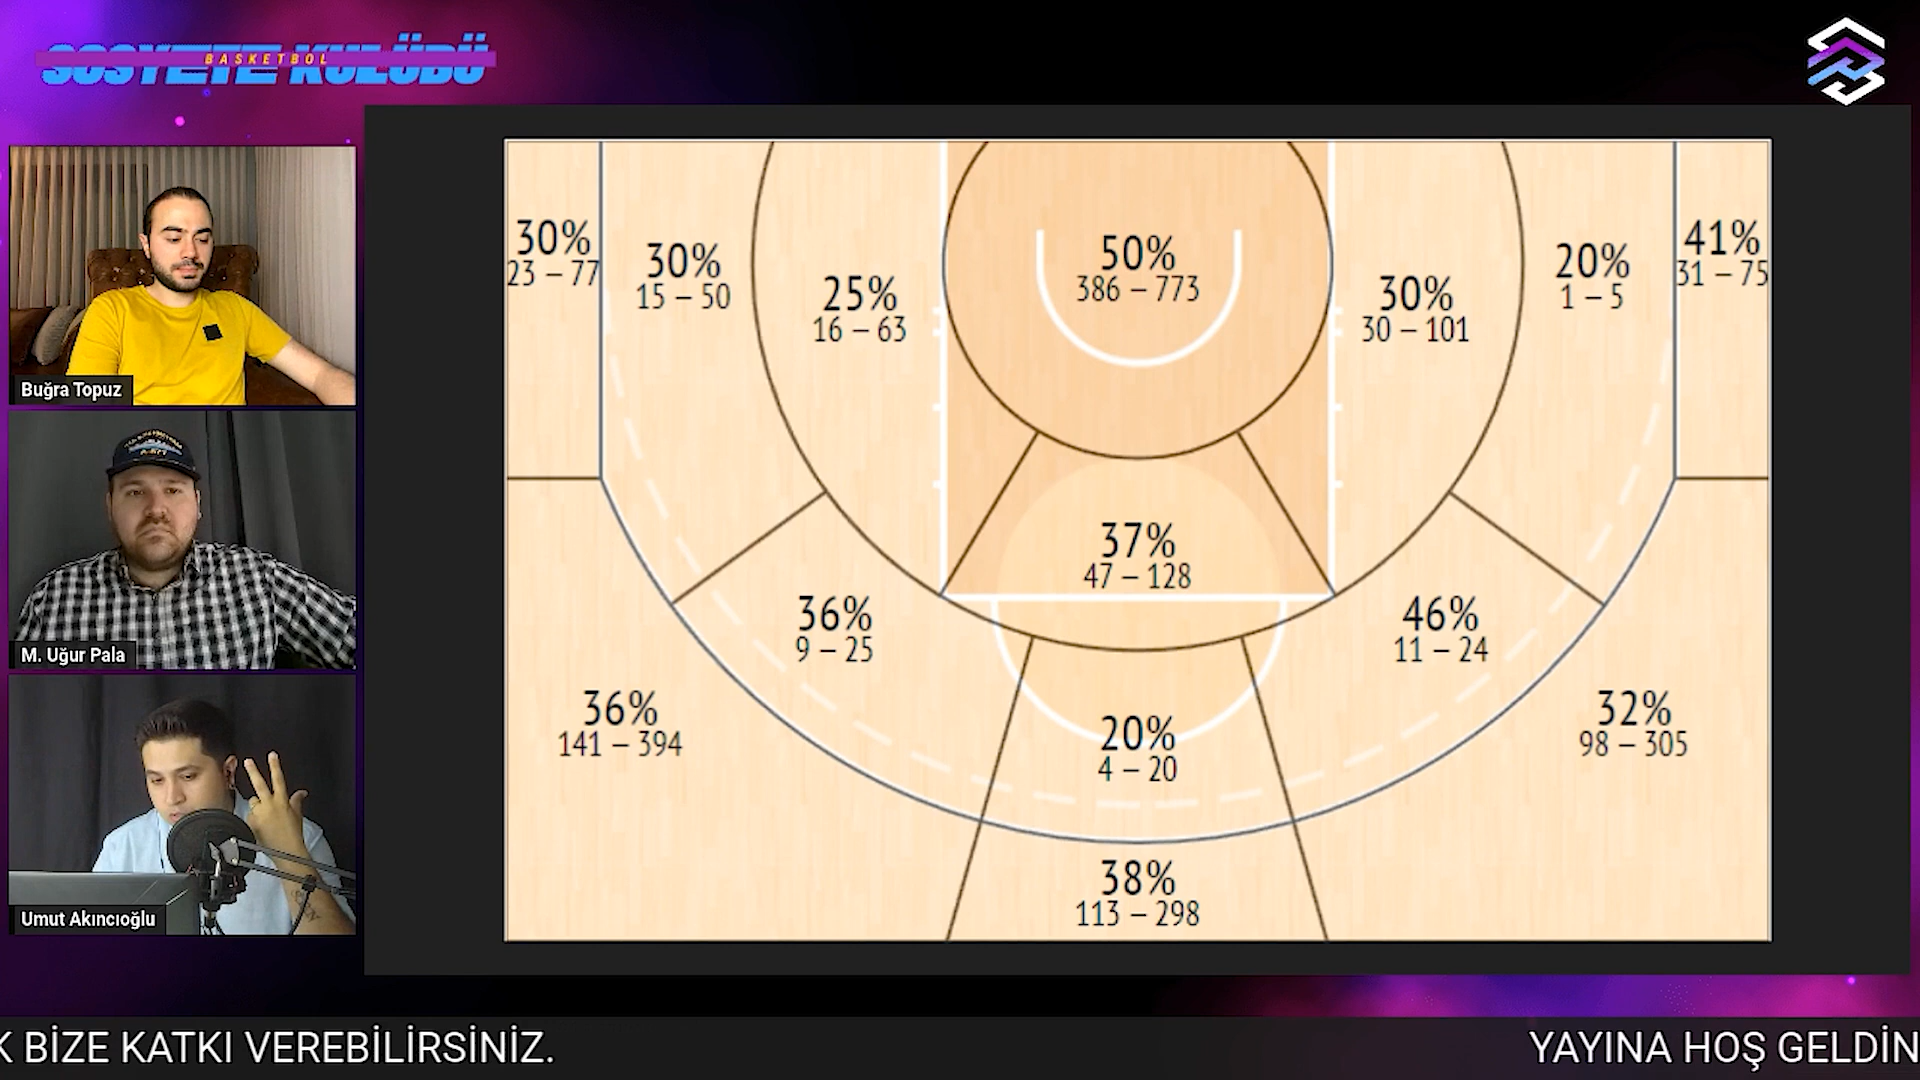 SOSYETE KULÜBÜ
BASKETBOL
Buğra Topuz
M. Uğur Pala
Umut Akıncıoğlu
30%
23 – 77
30%
15 – 50
25%
16 – 63
50%
386 – 773
30%
30 – 101
20%
1 – 5
41%
31 – 75
37%
47 – 128
36%
9 – 25
46%
11 – 24
36%
141 – 394
20%
4 – 20
32%
98 – 305
38%
113 – 298
K BİZE KATKI VEREBİLİRSİNİZ.
YAYINA HOŞ GELDİN